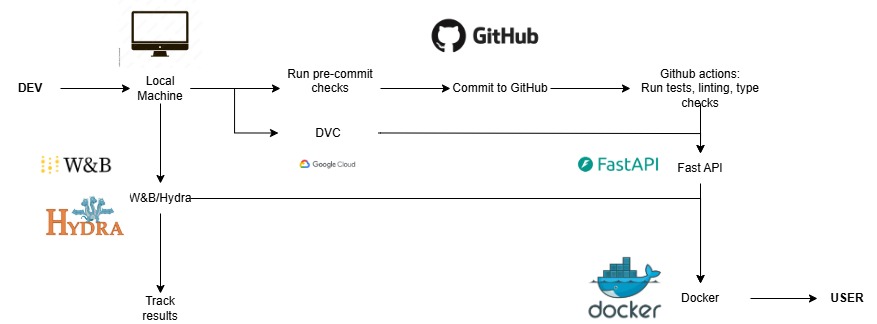 GitHub
DEV
Local
Machine
Run pre-commit
checks
Commit to GitHub
Github actions:
Run tests, linting, type
checks
DVC
W&B
Google Cloud
FastAPI
Fast API
W&B/Hydra
HYDRA
docker
Docker
USER
Track
results